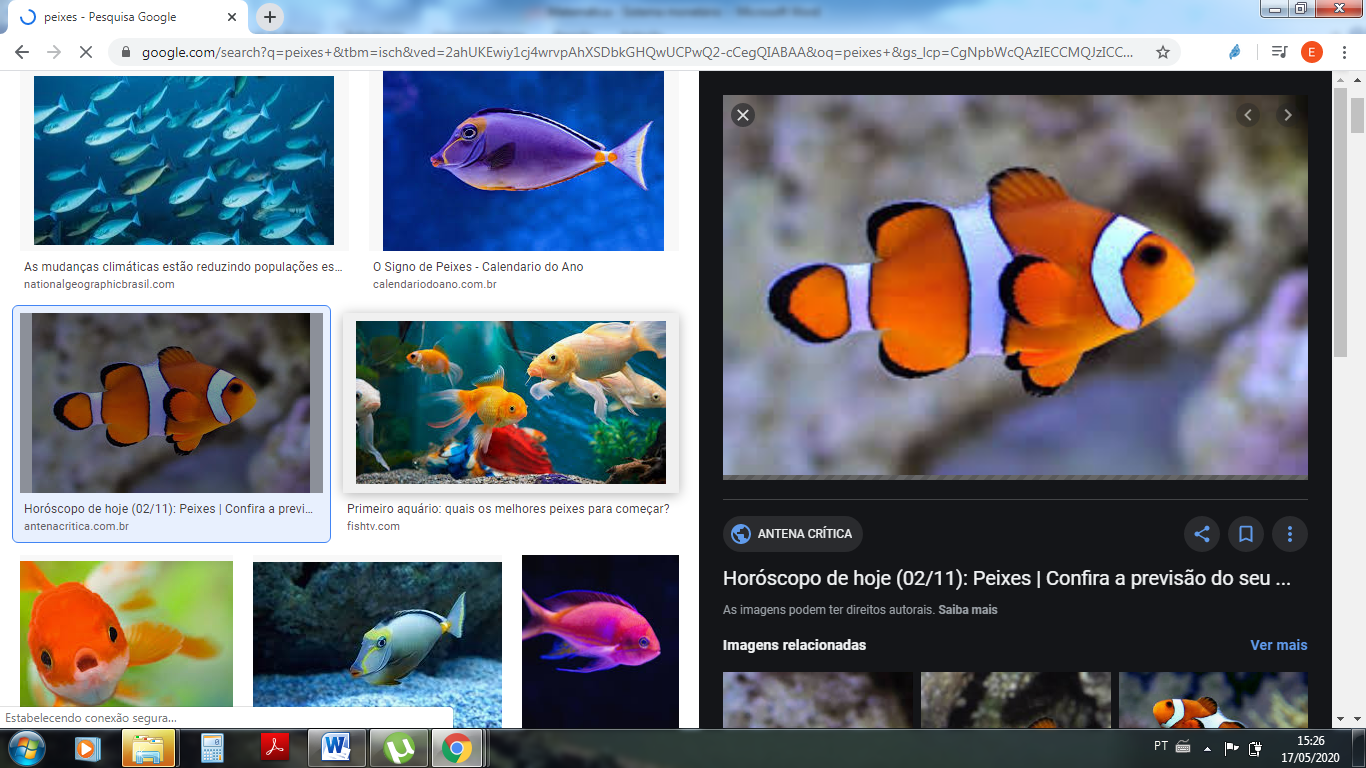 peixes - Pesquisa Google
google.com/search?q=peixes+&tbm=isch&ved=2ahUKEwiy1cj4wrvpAhXSDbkGHQwUCPwQ2-cCegQIABAA&oq=peixes+&gs_lcp=CgNpbWcQAzIECCMQJzICC...
E
As mudanças climáticas estão reduzindo populações es...
nationalgeographicbrasil.com
O Signo de Peixes - Calendario do Ano
calendariodoano.com.br
Horóscopo de hoje (02/11): Peixes | Confira a previ...
antenacritica.com.br
Primeiro aquário: quais os melhores peixes para começar?
fishtv.com
ANTENA CRÍTICA
Horóscopo de hoje (02/11): Peixes | Confira a previsão do seu ...
As imagens podem ter direitos autorais. Saiba mais
Imagens relacionadas
Ver mais
Estabelecendo conexão segura...
PT
15:26
17/05/2020